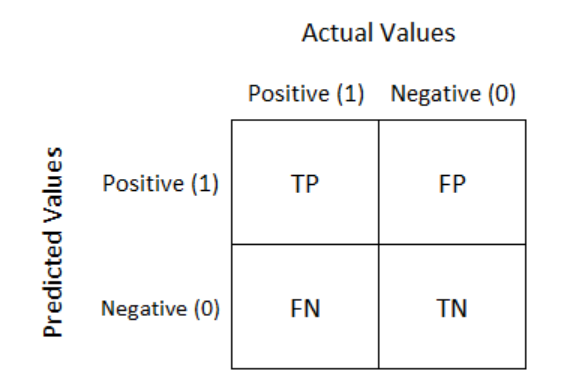 Actual Values
Positive (1) Negative (0)
Predicted Values
Positive (1) TP FP
Negative (0) FN TN